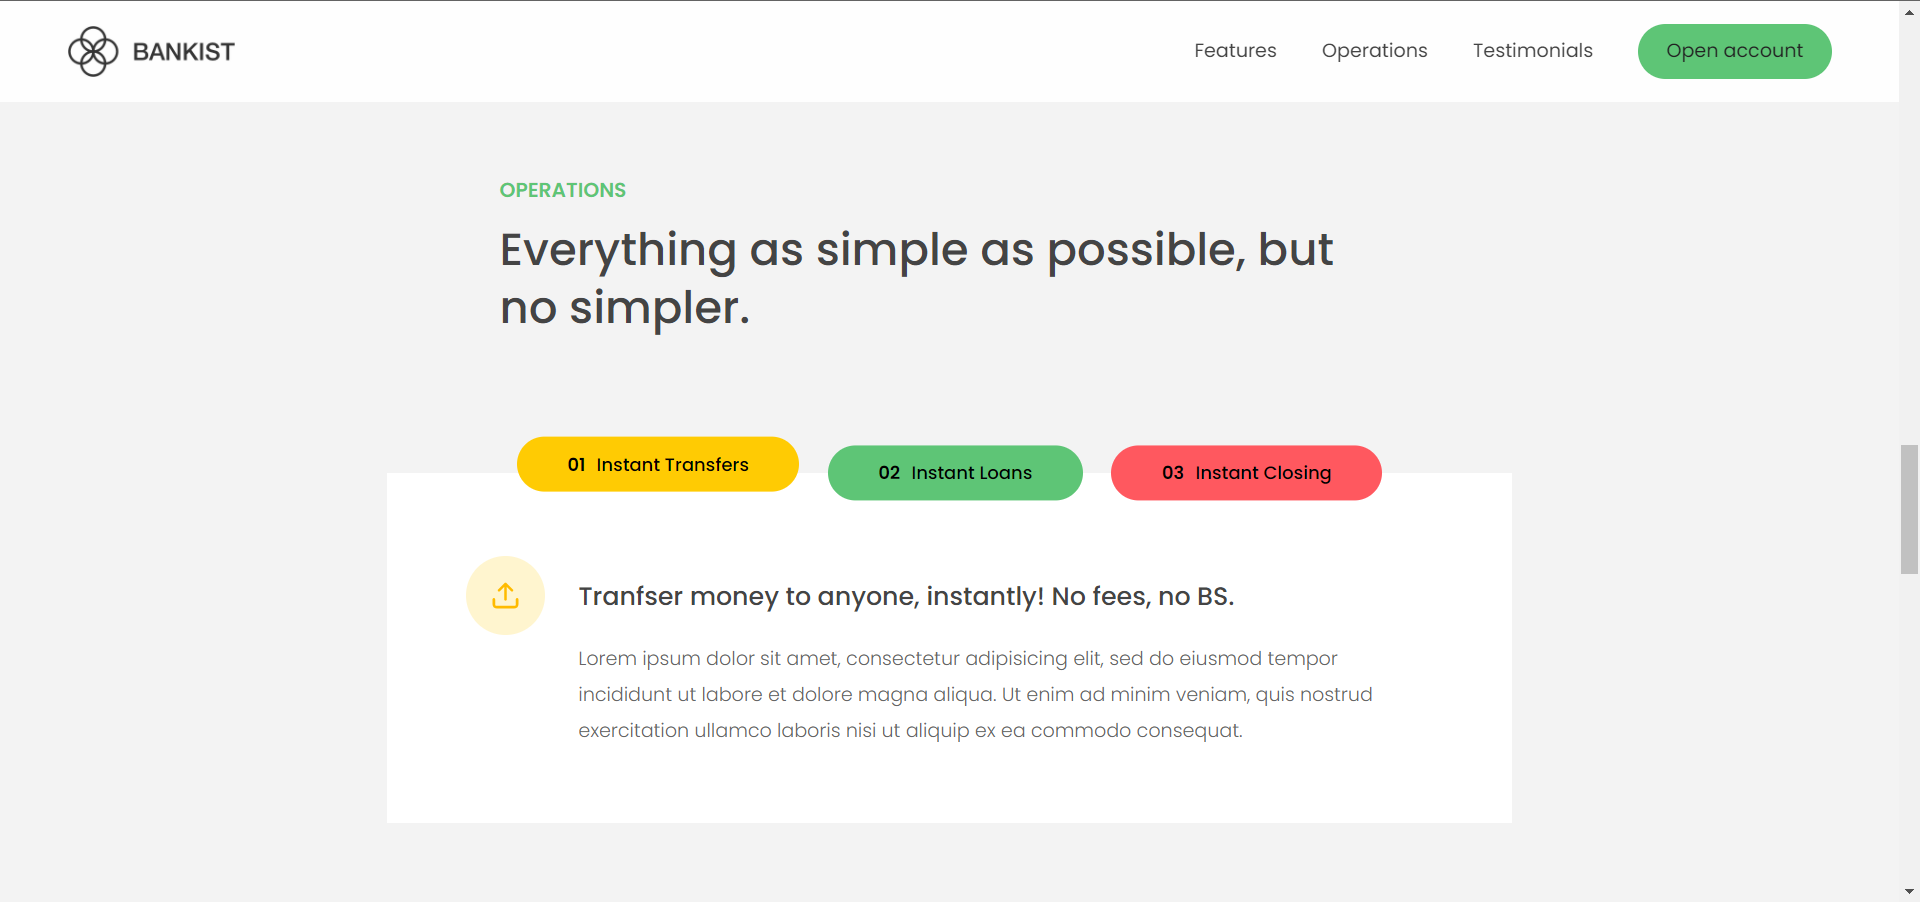 BANKIST
Features
Operations
Testimonials
Open account
OPERATIONS
Everything as simple as possible, but
no simpler.
01 Instant Transfers
02 Instant Loans
03 Instant Closing
Tranfser money to anyone, instantly! No fees, no BS.
Lorem ipsum dolor sit amet, consectetur adipisicing elit, sed do eiusmod tempor
incididunt ut labore et dolore magna aliqua. Ut enim ad minim veniam, quis nostrud
exercitation ullamco laboris nisi ut aliquip ex ea commodo consequat.